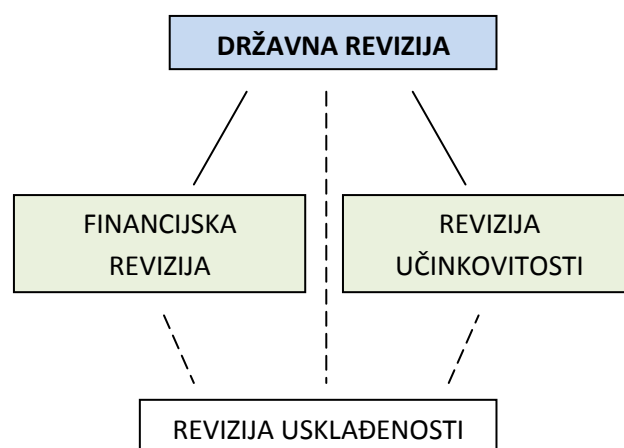 DRŽAVNA REVIZIJA
FINANCIJSKA
REVIZIJA
REVIZIJA
UČINKOVITOSTI
REVIZIJA USKLAĐENOSTI